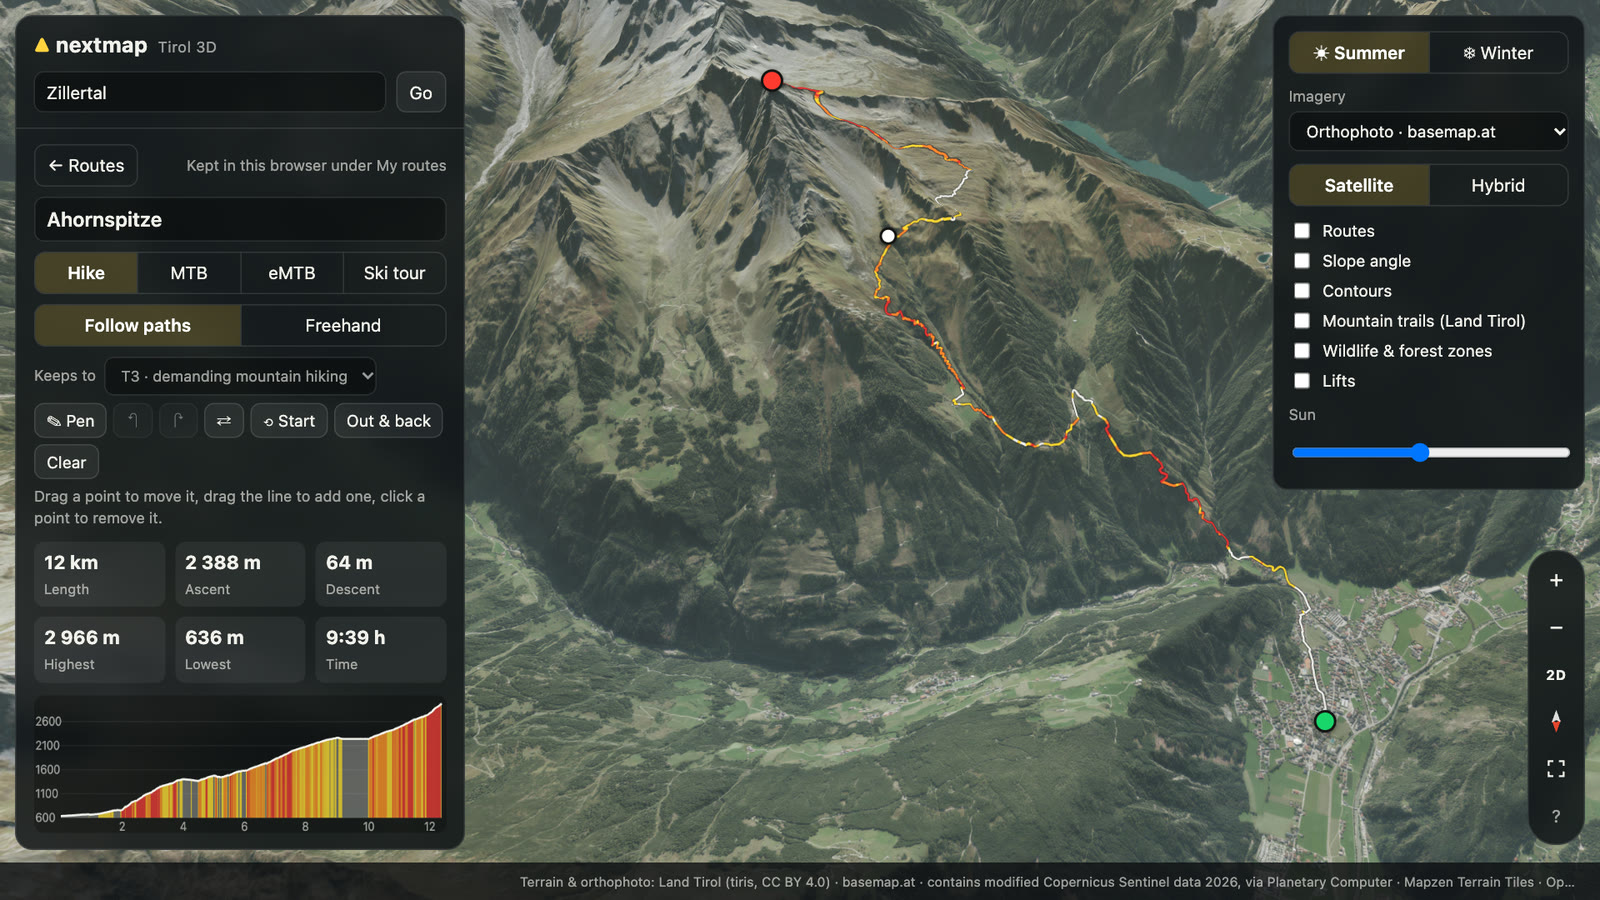 nextmap Tirol 3D
Zillertal
Go
← Routes
Kept in this browser under My routes
Ahornspitze
Hike
MTB
eMTB
Ski tour
Follow paths
Freehand
Keeps to
T3 · demanding mountain hiking
✎ Pen
⇄
⟲ Start
Out & back
Clear
Drag a point to move it, drag the line to add one, click a
point to remove it.
12 km
2 388 m
64 m
Length
Ascent
Descent
2 966 m
636 m
9:39 h
Highest
Lowest
Time
2600
2100
1600
1100
600
2 4 6 8 10 12
☀ Summer
❄ Winter
Imagery
Orthophoto · basemap.at
Satellite
Hybrid
Routes
Slope angle
Contours
Mountain trails (Land Tirol)
Wildlife & forest zones
Lifts
Sun
+
−
2D
?
Terrain & orthophoto: Land Tirol (tiris, CC BY 4.0) · basemap.at · contains modified Copernicus Sentinel data 2026, via Planetary Computer · Mapzen Terrain Tiles · Op...